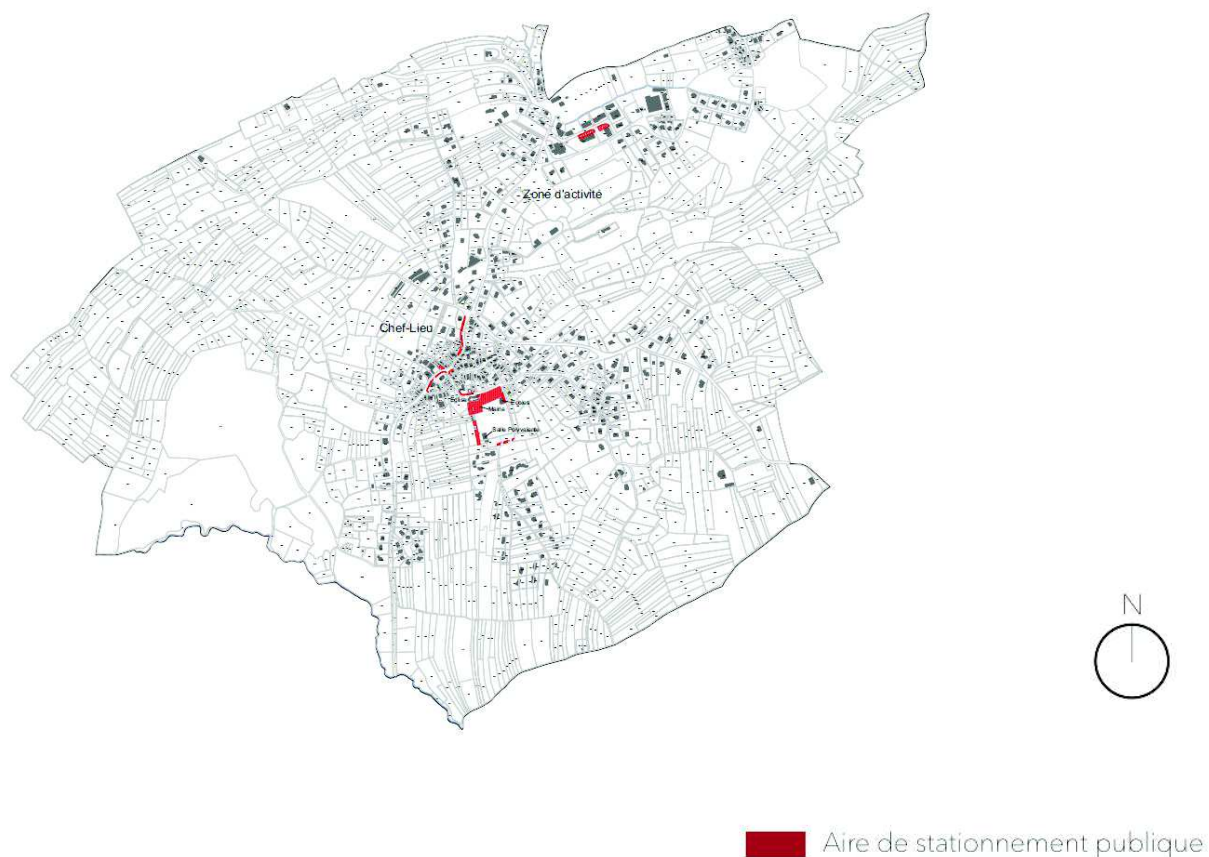 Zone d'activité
Chef-Lieu
Mairie
Salle Polyvalente
N
Aire de stationnement publique